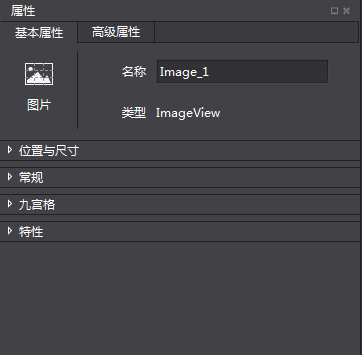 属性
基本属性 高级属性
名称 Image_1
图片
类型 ImageView
位置与尺寸
常规
九宫格
特性